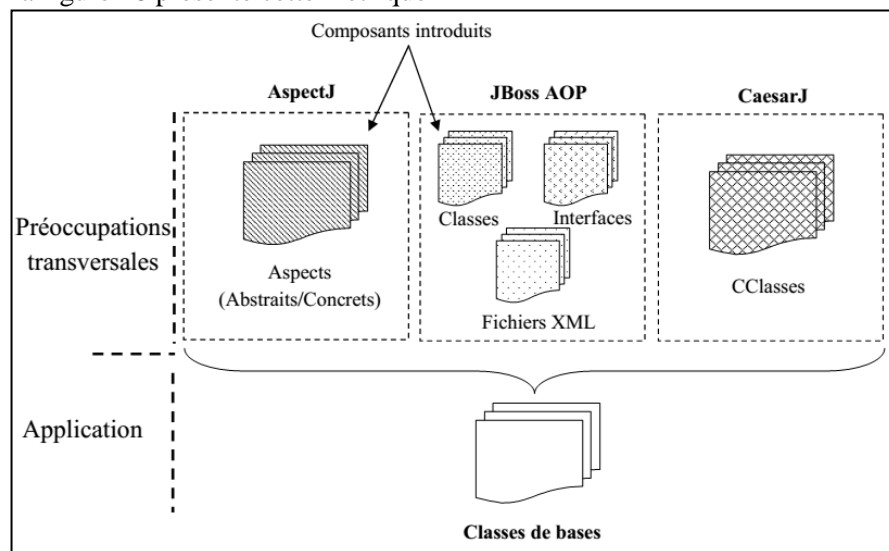 Composants introduits
AspectJ
JBoss AOP
CaesarJ
Préoccupations
transversales
Classes
Interfaces
Aspects
(Abstraits/Concrets)
CClasses
Fichiers XML
Application
Classes de bases